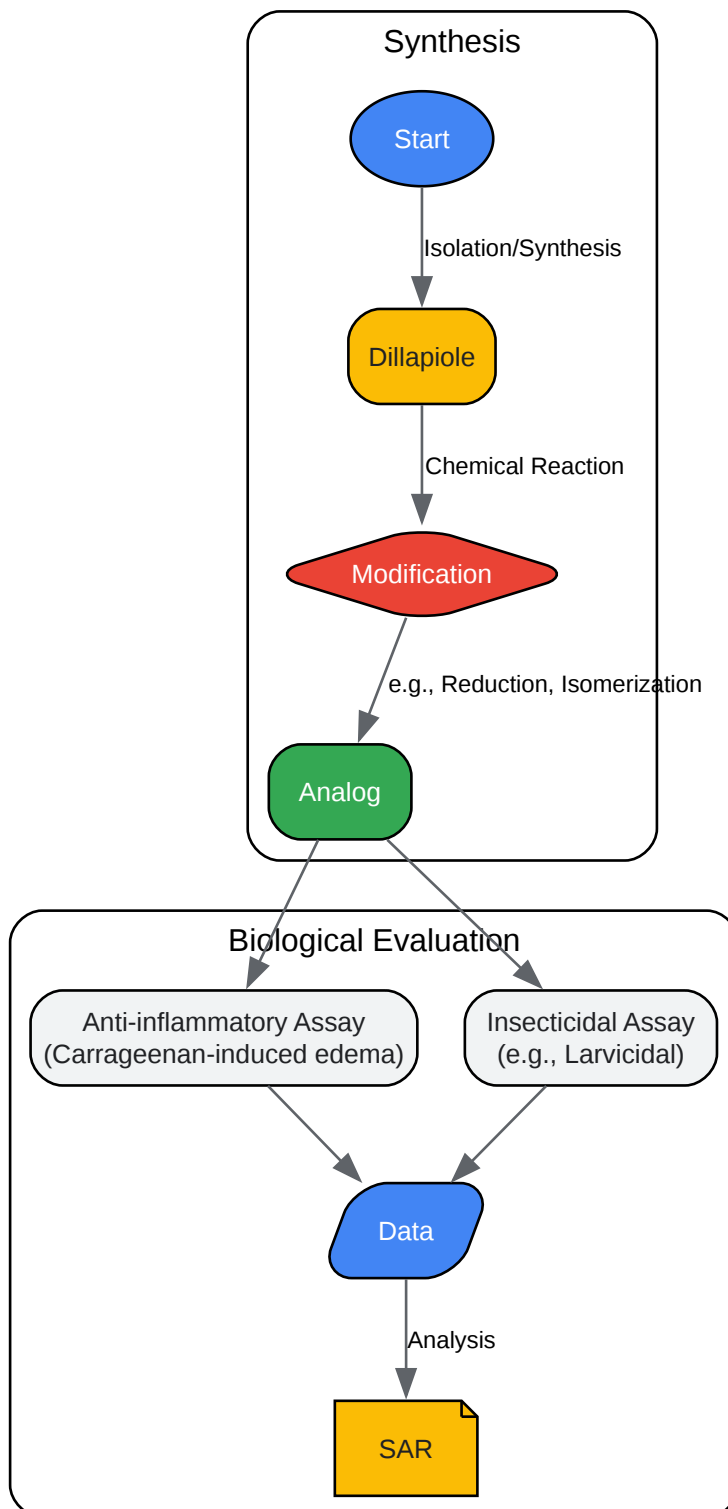 Synthesis
Start
Isolation/Synthesis
Dillapiole
Chemical Reaction
Modification
e.g., Reduction, Isomerization
Analog
Biological Evaluation
Anti-inflammatory Assay
(Carrageenan-induced edema)
Insecticidal Assay
(e.g., Larvicidal)
Data
Analysis
SAR